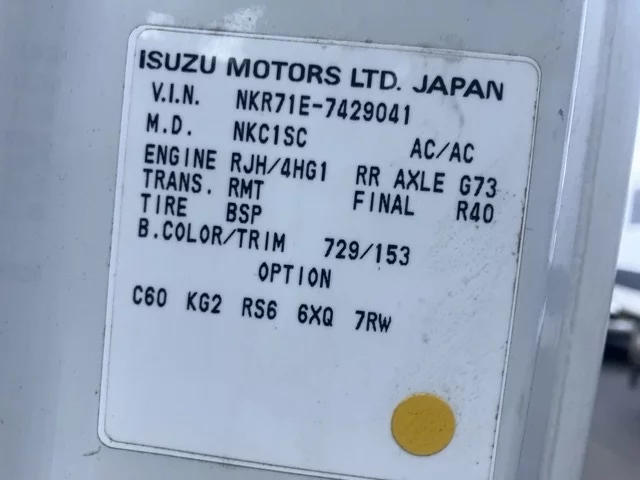 ISUZU MOTORS LTD. JAPAN
V.I.N. NKR71E-7429041
M.D. NKC1SC AC/AC
ENGINE RJH/4HG1 RR AXLE G73
TRANS. RMT FINAL R40
TIRE BSP
B.COLOR/TRIM 729/153
OPTION
C60 KG2 RS6 6XQ 7RW